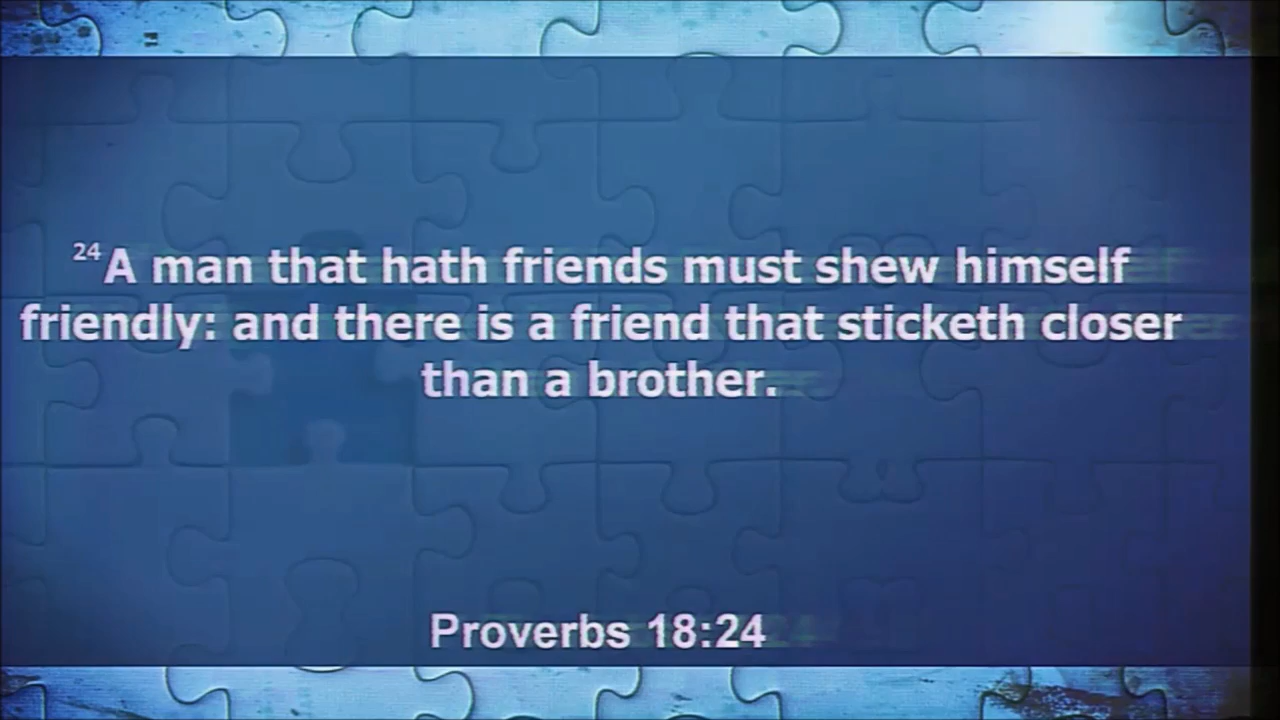 24 A man that hath friends must shew himself
friendly: and there is a friend that sticketh closer
than a brother.
Proverbs 18:24